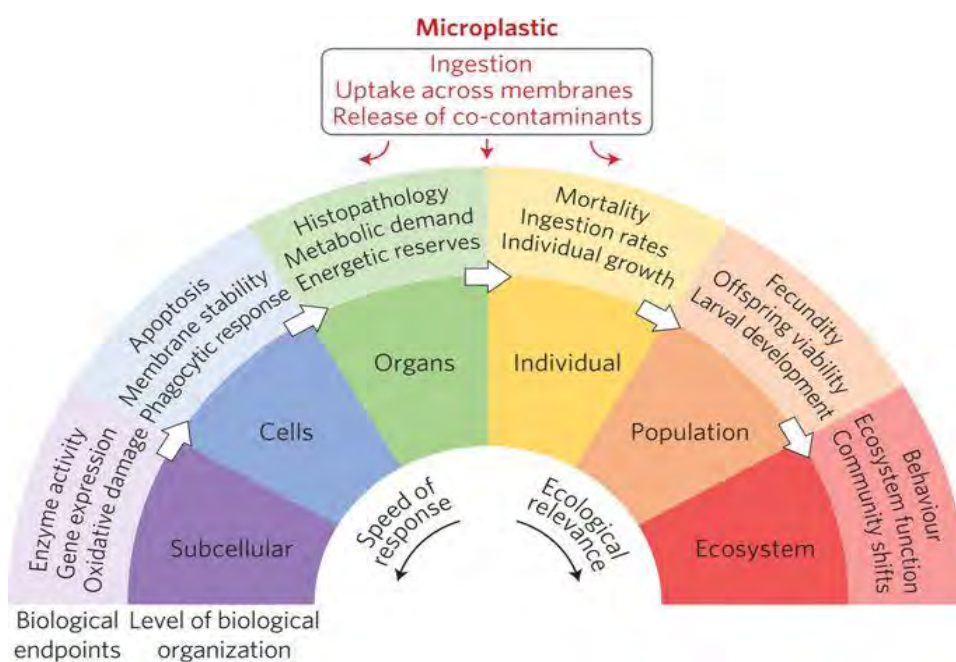 Microplastic
Ingestion
Uptake across membranes
Release of co-contaminants
Enzyme activity
Gene expression
Oxidative damage
Subcellular
Apoptosis
Membrane stability
Phagocytic response
Cells
Histopathology
Metabolic demand
Energetic reserves
Organs
Mortality
Ingestion rates
Individual growth
Individual
Fecundity
Offspring viability
Larval development
Population
Behaviour
Ecosystem function
Community shifts
Ecosystem
Speed of
response
Ecological
relevance
Biological
endpoints
Level of biological
organization